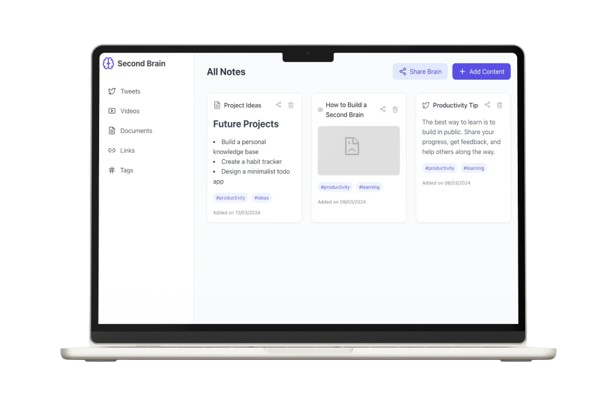 Second Brain
Tweets
Videos
Documents
Links
Tags
All Notes
Share Brain
+ Add Content
Project Ideas
Future Projects
• Build a personal
knowledge base
• Create a habit tracker
• Design a minimalist todo
app
#productivity #ideas
Added on 10/03/2024
How to Build a
Second Brain
#productivity #learning
Added on 09/03/2024
Productivity Tip
The best way to learn is to
build in public. Share your
progress, get feedback, and
help others along the way.
#productivity #learning
Added on 08/03/2024